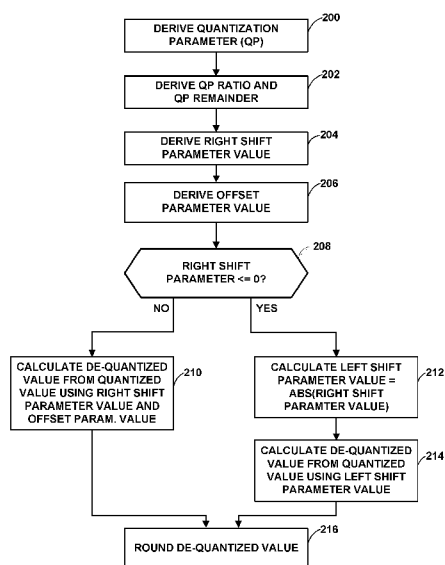 200
DERIVE QUANTIZATION
PARAMETER (QP)
202
DERIVE QP RATIO AND
QP REMAINDER
204
DERIVE RIGHT SHIFT
PARAMETER VALUE
206
DERIVE OFFSET
PARAMETER VALUE
208
RIGHT SHIFT
PARAMETER <= 0?
NO YES
CALCULATE DE-QUANTIZED
VALUE FROM QUANTIZED
VALUE USING RIGHT SHIFT
PARAMETER VALUE AND
OFFSET PARAM. VALUE
210
CALCULATE LEFT SHIFT
PARAMETER VALUE =
ABS(RIGHT SHIFT
PARAMTER VALUE)
212
CALCULATE DE-QUANTIZED
VALUE FROM QUANTIZED
VALUE USING LEFT SHIFT
PARAMETER VALUE
214
ROUND DE-QUANTIZED VALUE
216